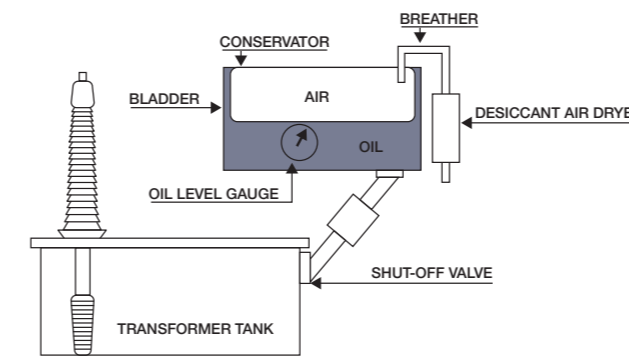 BREATHER
CONSERVATOR
BLADDER
AIR
DESICCANT AIR DRYE
OIL
OIL LEVEL GAUGE
SHUT-OFF VALVE
TRANSFORMER TANK